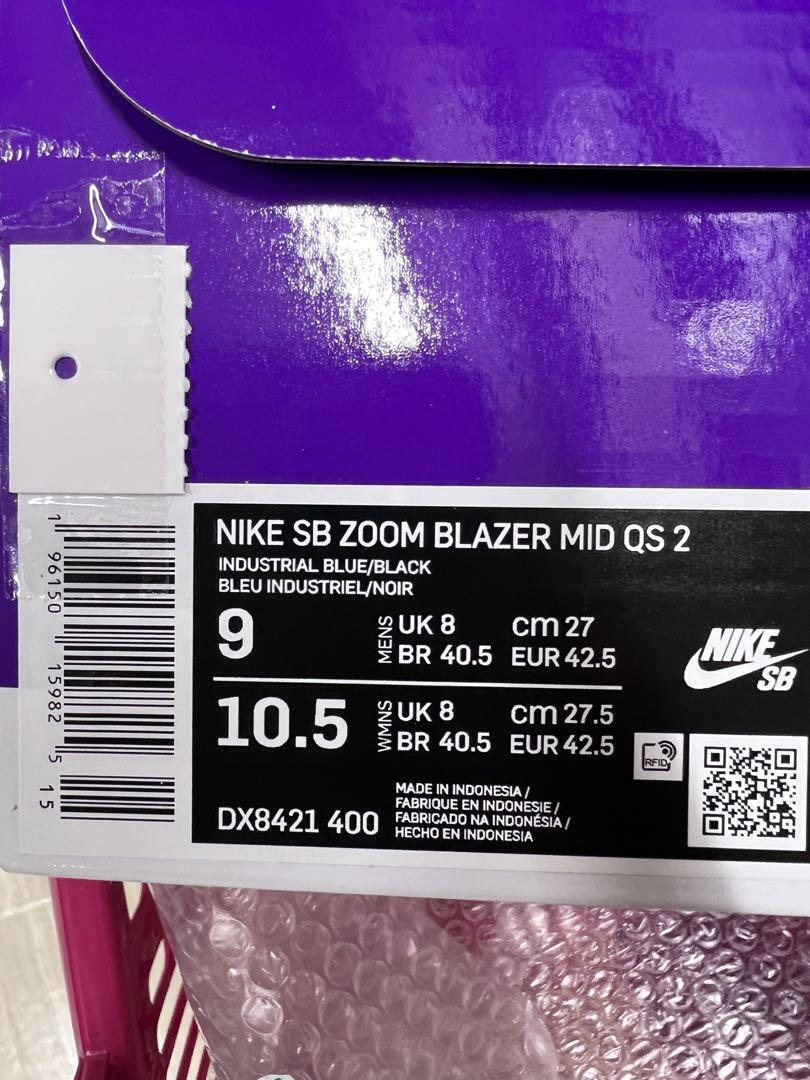 NIKE SB ZOOM BLAZER MID QS 2
INDUSTRIAL BLUE/BLACK
BLEU INDUSTRIEL/NOIR
9
MENS
UK 8 cm 27
BR 40.5 EUR 42.5
10.5
WMNS
UK 8 cm 27.5
BR 40.5 EUR 42.5
DX8421 400
MADE IN INDONESIA /
FABRIQUE EN INDONESIE /
FABRICADO NA INDONÉSIA /
HECHO EN INDONESIA
NIKE
SB
RFID
1 96150 15982 5 15